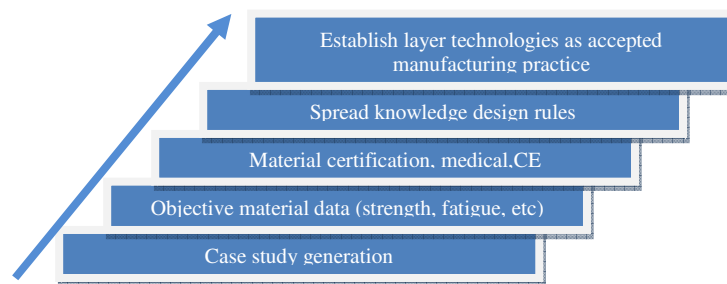 Establish layer technologies as accepted
manufacturing practice
Spread knowledge design rules
Material certification, medical,CE
Objective material data (strength, fatigue, etc)
Case study generation